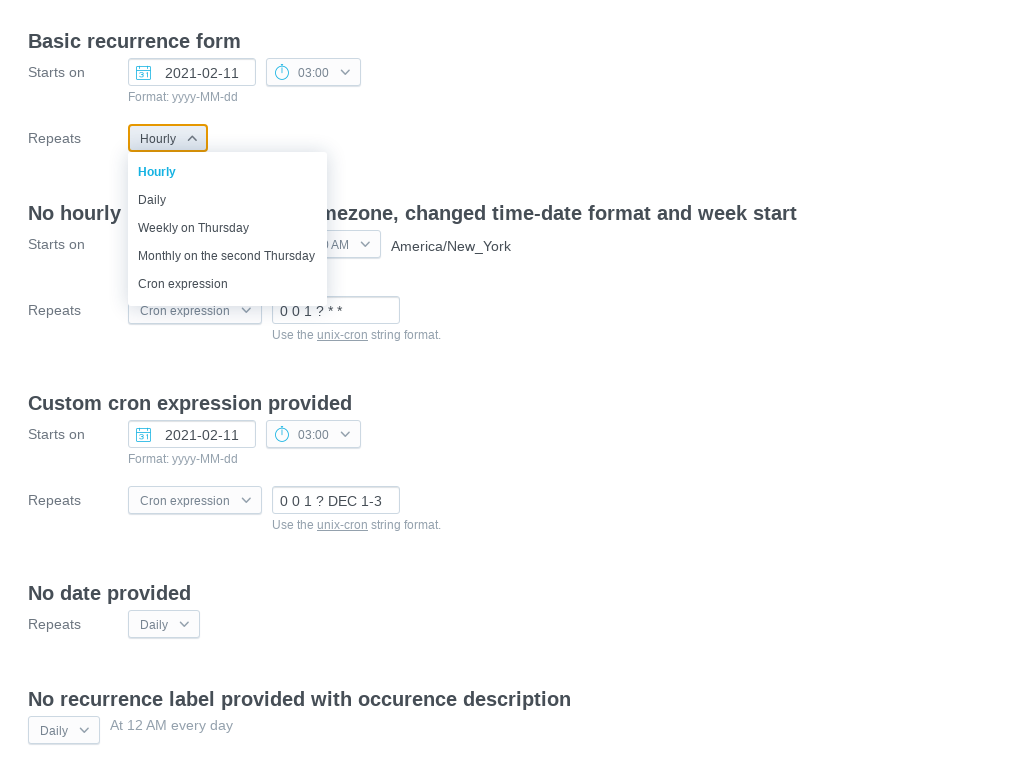 Basic recurrence form
Starts on 2021-02-11 03:00
Format: yyyy-MM-dd
Repeats Hourly
Hourly
Daily
Weekly on Thursday
Monthly on the second Thursday
Cron expression
No hourly mezone, changed time-date format and week start
Starts on AM America/New_York
Repeats Cron expression 0 0 1 ? * *
Use the unix-cron string format.
Custom cron expression provided
Starts on 2021-02-11 03:00
Format: yyyy-MM-dd
Repeats Cron expression 0 0 1 ? DEC 1-3
Use the unix-cron string format.
No date provided
Repeats Daily
No recurrence label provided with occurence description
Daily At 12 AM every day